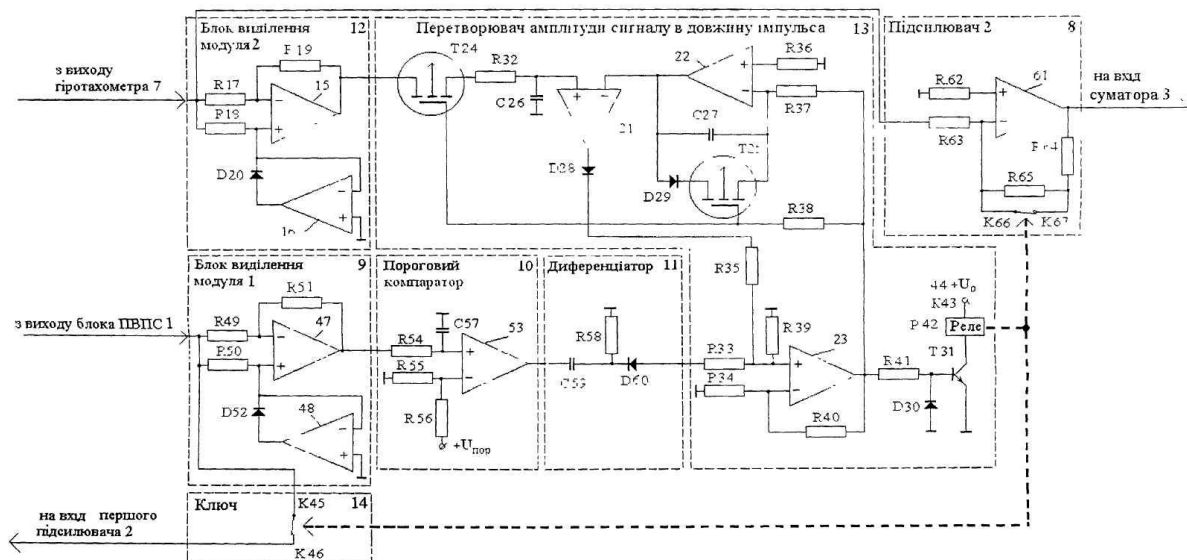 Блок виділення
модуля 2
12
Перетворювач амплітуди сигналу в довжину імпульса
13
Підсилювач 2
8
з виходу
гіротахометра 7
R17
R18
15
D20
T24
R32
C26
21
22
R36
R37
C27
D28
D29
R38
R35
R62
61
R63
R65
K66
K67
на вхід
суматора 3
Блок виділення
модуля 1
9
Пороговий
компаратор
10
Диференціатор
11
з виходу блока ПВПС 1
R49
R50
R51
47
D52
48
R54
C57
R55
R56
53
+Uпор
R58
D60
R33
R34
R39
23
R40
R41
D30
T31
44 +U₀
K43
P42
Реле
Ключ
14
K45
K46
на вхід першого
підсилювача 2